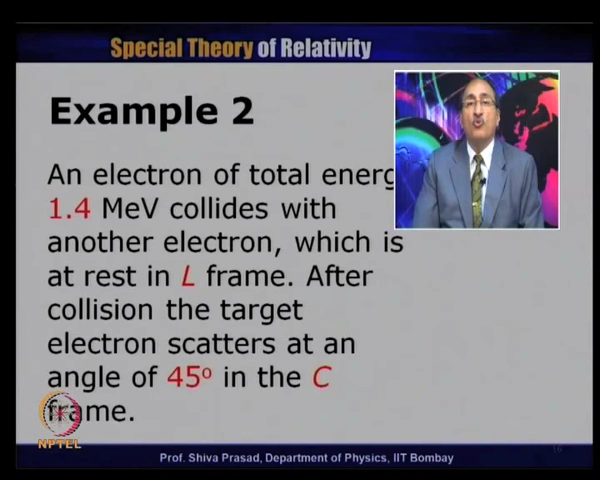 Special Theory of Relativity
Example 2
An electron of total energ
1.4 MeV collides with
another electron, which is
at rest in L frame. After
collision the target
electron scatters at an
angle of 45º in the C
frame.
NPTEL
Prof. Shiva Prasad, Department of Physics, IIT Bombay
16